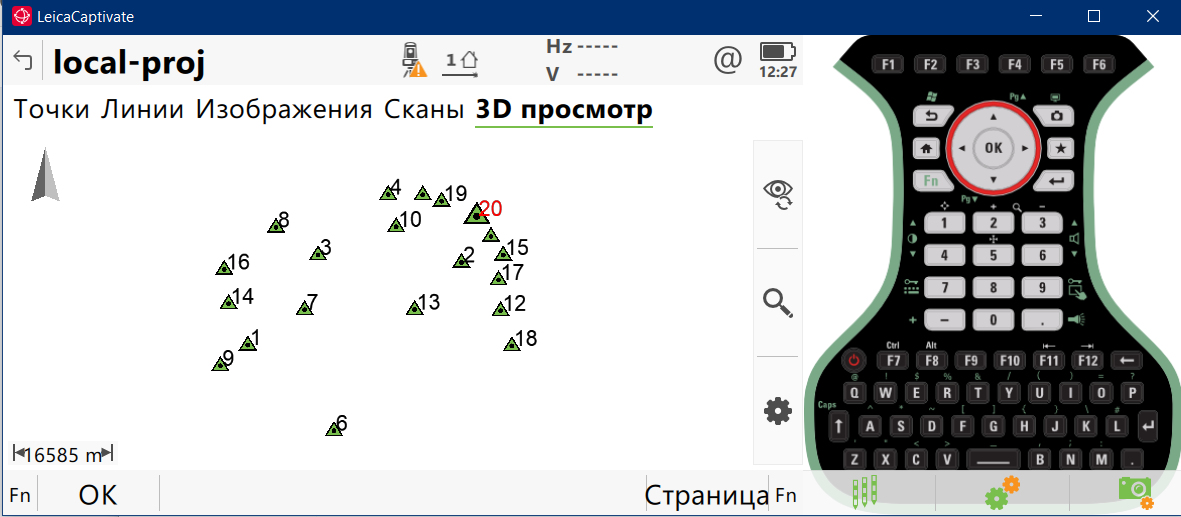 LeicaCaptivate
local-proj
1
Hz -----
V -----
@
12:27
Точки Линии Изображения Сканы 3D просмотр
4
19
20
8
10
3
2
15
16
17
14
7
13
12
1
18
9
6
16585 m
Fn OK Страница Fn
F1 F2 F3 F4 F5 F6
Pg▲
OK
Fn
Pg▼
1 2 3
4 5 6
7 8 9
+ - 0 .
Ctrl Alt
F7 F8 F9 F10 F11 F12
@ ! $ % & / ( ) = ?
Q W E R T Y U I O P
Caps
^ * ~ [ ] { } \ #
A S D F G H J K L
< > _ , ; :
Z X C V B N M .